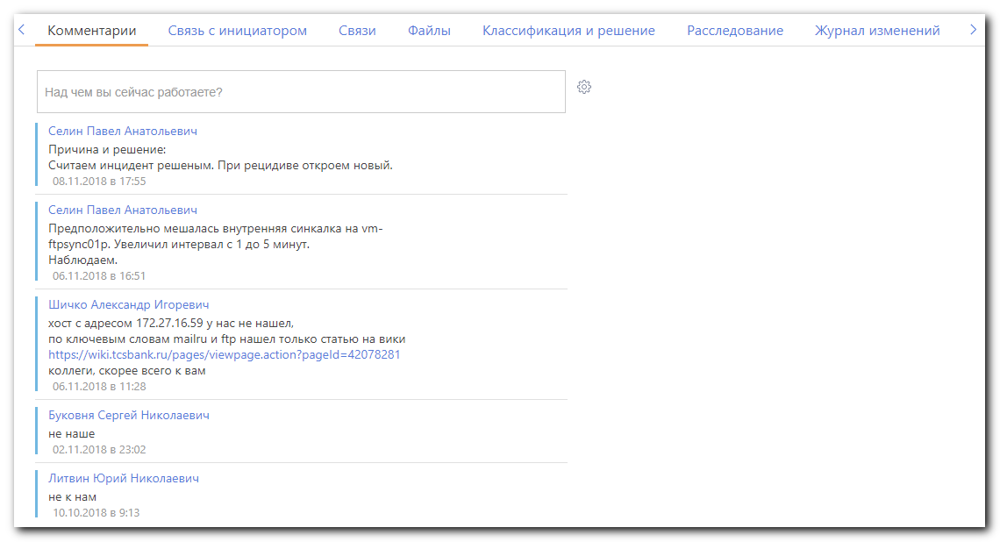 Комментарии Связь с инициатором Связи Файлы Классификация и решение Расследование Журнал изменений
Над чем вы сейчас работаете?
Селин Павел Анатольевич
Причина и решение:
Считаем инцидент решеным. При рецидиве откроем новый.
08.11.2018 в 17:55
Селин Павел Анатольевич
Предположительно мешалась внутренняя синкалка на vm-
ftpsync01p. Увеличил интервал с 1 до 5 минут.
Наблюдаем.
06.11.2018 в 16:51
Шичко Александр Игоревич
хост с адресом 172.27.16.59 у нас не нашел,
по ключевым словам mailru и ftp нашел только статью на вики
https://wiki.tcsbank.ru/pages/viewpage.action?pageId=42078281
коллеги, скорее всего к вам
06.11.2018 в 11:28
Буковня Сергей Николаевич
не наше
02.11.2018 в 23:02
Литвин Юрий Николаевич
не к нам
10.10.2018 в 9:13